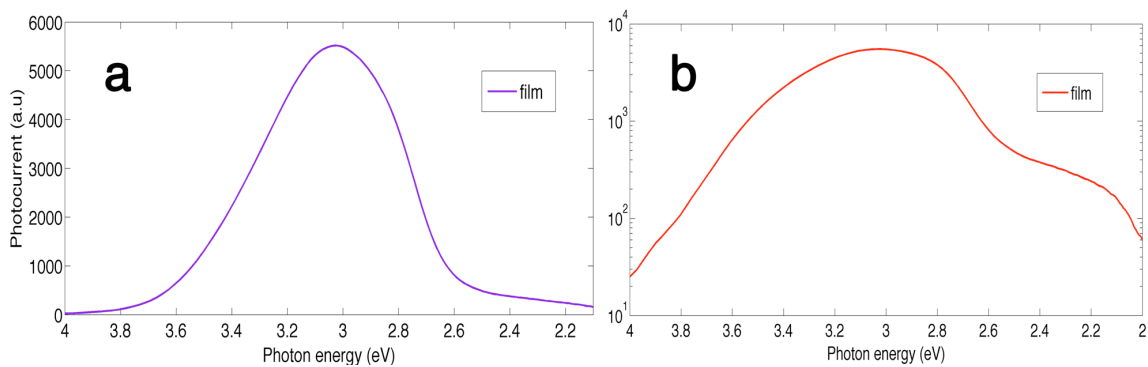 a
film
Photocurrent (a.u)
6000
5000
4000
3000
2000
1000
0
4 3.8 3.6 3.4 3.2 3 2.8 2.6 2.4 2.2
Photon energy (eV)
b
film
10^4
10^3
10^2
10^1
4 3.8 3.6 3.4 3.2 3 2.8 2.6 2.4 2.2 2
Photon energy (eV)